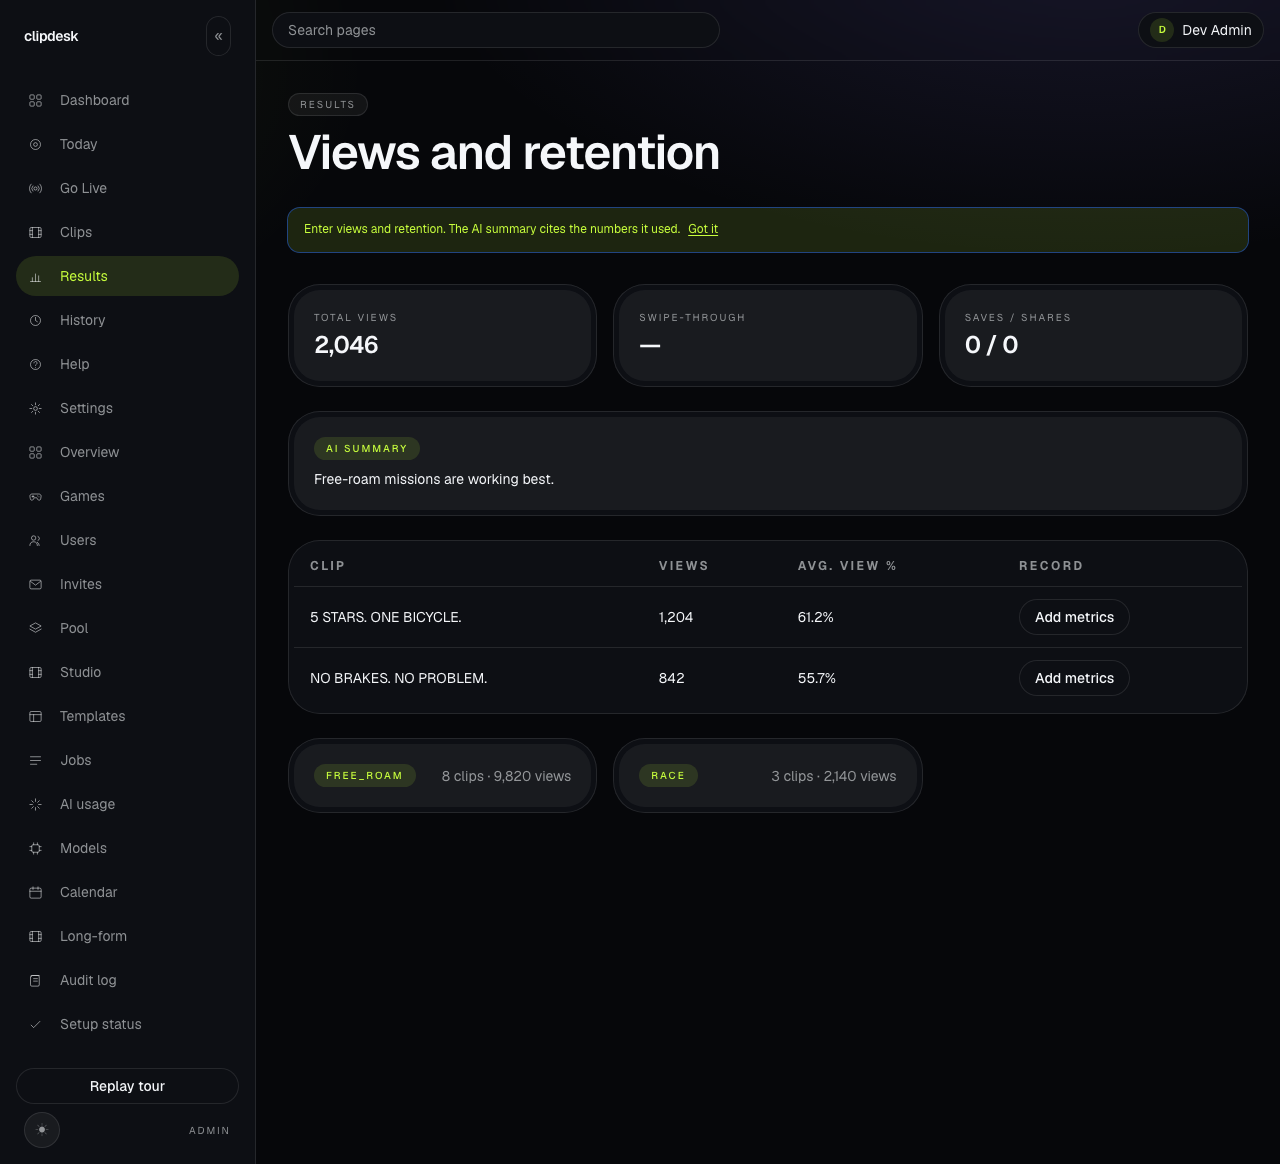 clipdesk
«
Search pages
D
Dev Admin
Dashboard
Today
Go Live
Clips
Results
History
Help
Settings
Overview
Games
Users
Invites
Pool
Studio
Templates
Jobs
AI usage
Models
Calendar
Long-form
Audit log
Setup status
Replay tour
ADMIN
RESULTS
Views and retention
Enter views and retention. The AI summary cites the numbers it used. Got it
TOTAL VIEWS
2,046
SWIPE-THROUGH
—
SAVES / SHARES
0 / 0
AI SUMMARY
Free-roam missions are working best.
CLIP VIEWS AVG. VIEW % RECORD
5 STARS. ONE BICYCLE. 1,204 61.2% Add metrics
NO BRAKES. NO PROBLEM. 842 55.7% Add metrics
FREE_ROAM 8 clips · 9,820 views
RACE 3 clips · 2,140 views